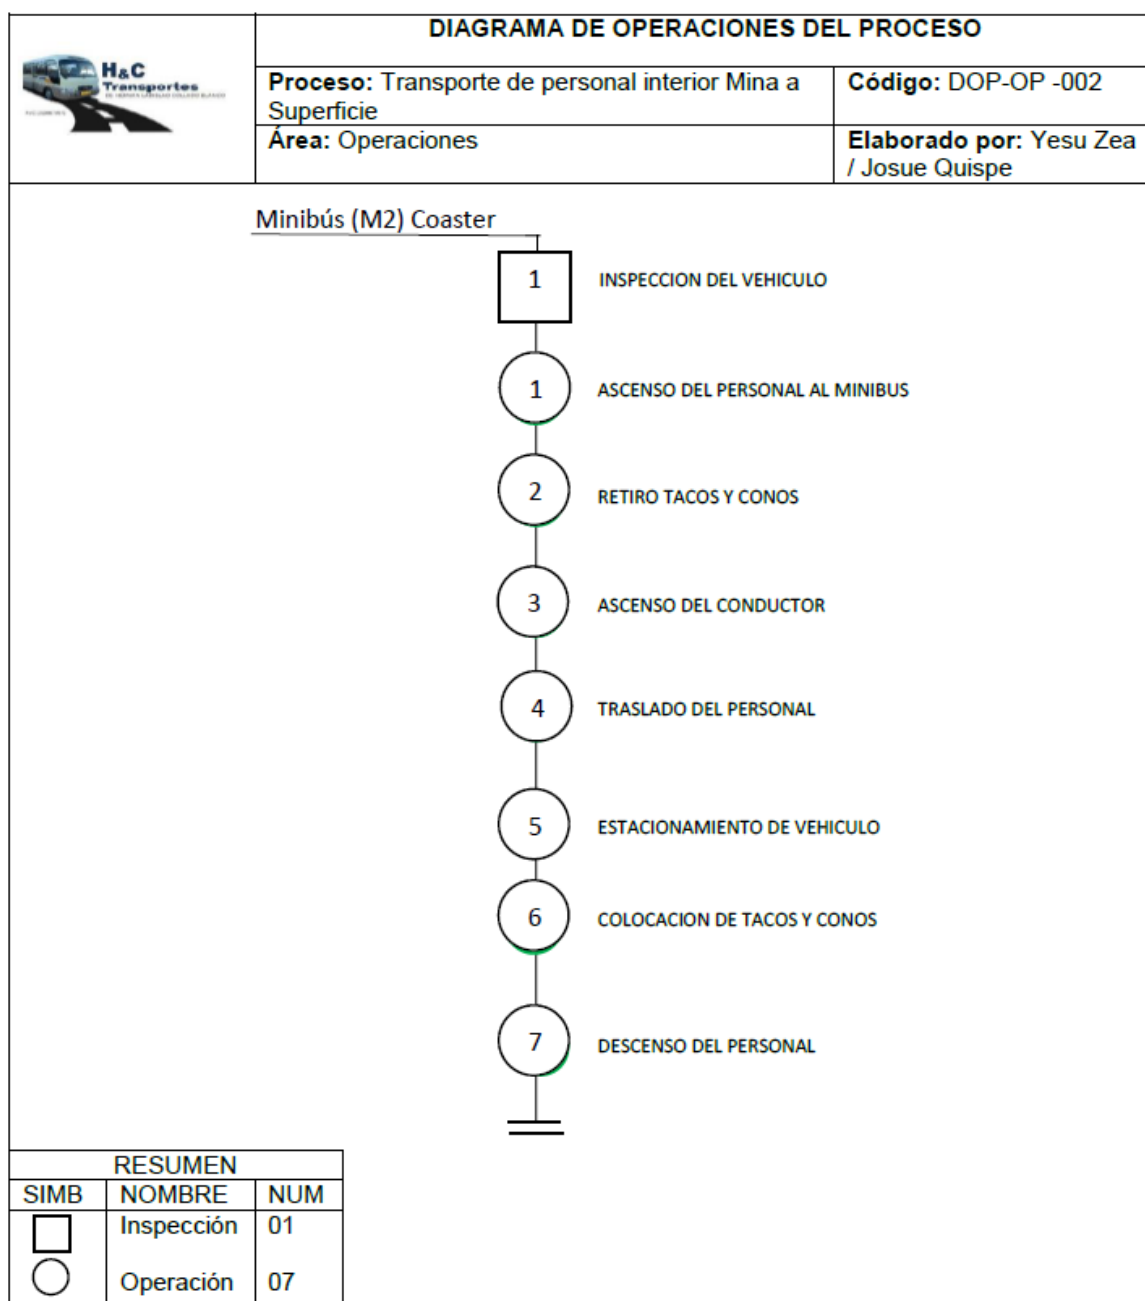 DIAGRAMA DE OPERACIONES DEL PROCESO
H&C
Transportes
Proceso: Transporte de personal interior Mina a
Superficie
Código: DOP-OP -002
Área: Operaciones
Elaborado por: Yesu Zea
/ Josue Quispe
Minibús (M2) Coaster
1 INSPECCION DEL VEHICULO
1 ASCENSO DEL PERSONAL AL MINIBUS
2 RETIRO TACOS Y CONOS
3 ASCENSO DEL CONDUCTOR
4 TRASLADO DEL PERSONAL
5 ESTACIONAMIENTO DE VEHICULO
6 COLOCACION DE TACOS Y CONOS
7 DESCENSO DEL PERSONAL
RESUMEN
SIMB NOMBRE NUM
Inspección 01
Operación 07